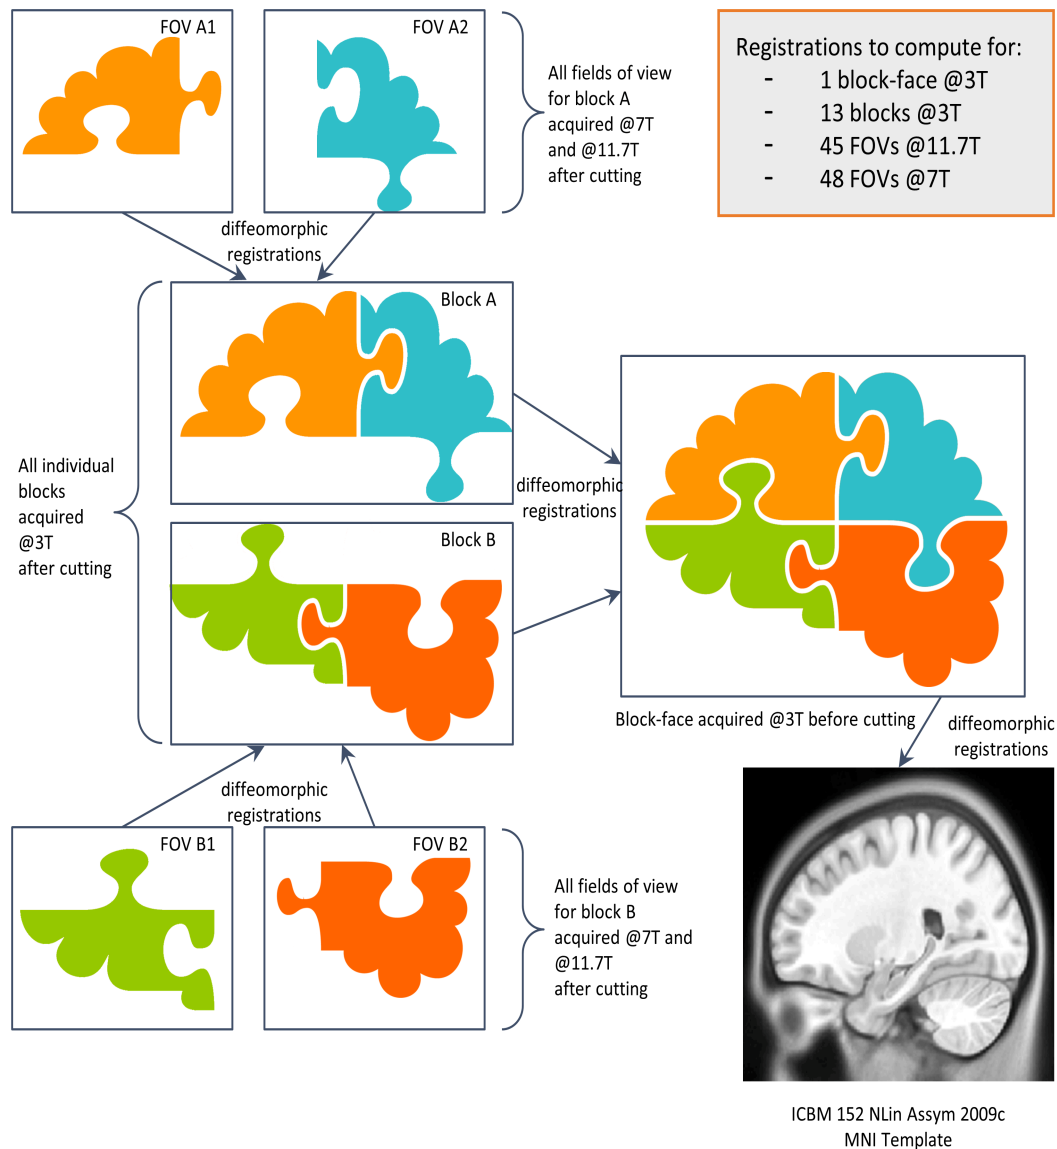 FOV A1
FOV A2
All fields of view
for block A
acquired @7T
and @11.7T
after cutting
Registrations to compute for:
- 1 block-face @3T
- 13 blocks @3T
- 45 FOVs @11.7T
- 48 FOVs @7T
diffeomorphic
registrations
Block A
All individual
blocks
acquired
@3T
after cutting
diffeomorphic
registrations
Block B
Block-face acquired @3T before cutting
diffeomorphic
registrations
diffeomorphic
registrations
FOV B1
FOV B2
All fields of view
for block B
acquired @7T and
@11.7T
after cutting
ICBM 152 NLin Assym 2009c
MNI Template